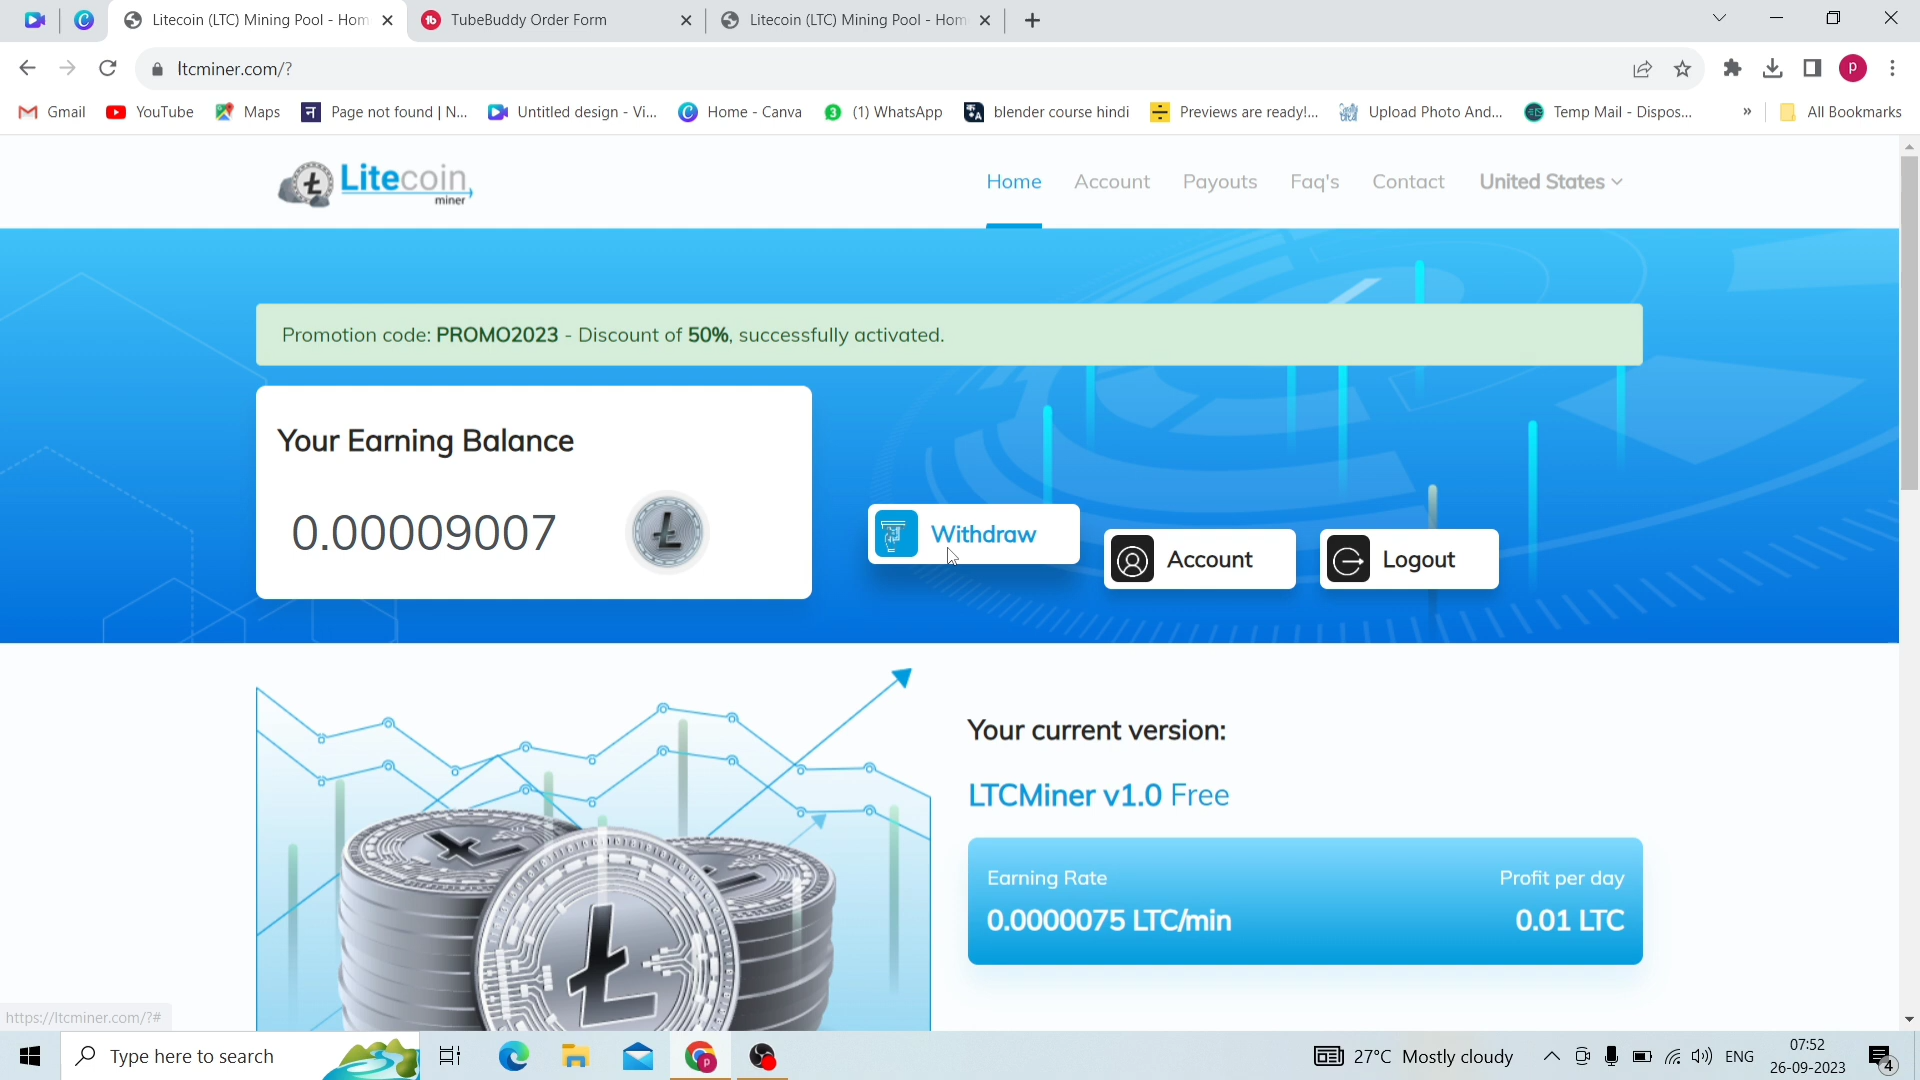 Litecoin (LTC) Mining Pool - Hom
TubeBuddy Order Form
Litecoin (LTC) Mining Pool - Hom
ltcminer.com/?
P
Gmail
YouTube
Maps
Page not found | N...
Untitled design - Vi...
Home - Canva
(1) WhatsApp
blender course hindi
Previews are ready!...
Upload Photo And...
Temp Mail - Dispos...
»
All Bookmarks
Litecoin
miner
Home
Account
Payouts
Faq's
Contact
United States
Promotion code: PROMO2023 - Discount of 50%, successfully activated.
Your Earning Balance
0.00009007
Withdraw
Account
Logout
Your current version:
LTCMiner v1.0 Free
Earning Rate
Profit per day
0.0000075 LTC/min
0.01 LTC
https://ltcminer.com/?#
Type here to search
27°C Mostly cloudy
ENG
07:52
26-09-2023
4